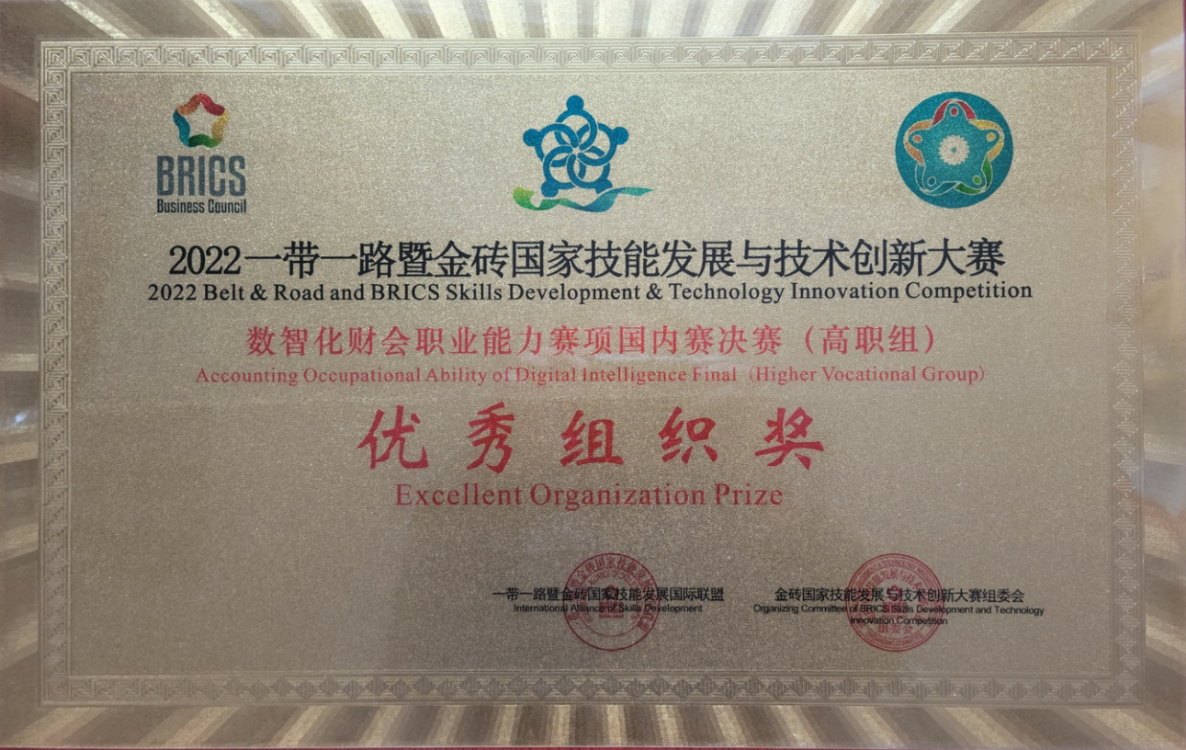 BRICS
Business Council
2022一带一路暨金砖国家技能发展与技术创新大赛
2022 Belt & Road and BRICS Skills Development & Technology Innovation Competition
数智化财会职业能力赛项国内赛决赛（高职组）
Accounting Occupational Ability of Digital Intelligence Final (Higher Vocational Group)
优秀组织奖
Excellent Organization Prize
一带一路暨金砖国家技能发展国际联盟
International Alliance of Skills Development
金砖国家技能发展与技术创新大赛组委会
Organizing Committee of BRICS Skills Development and Technology
Innovation Competition